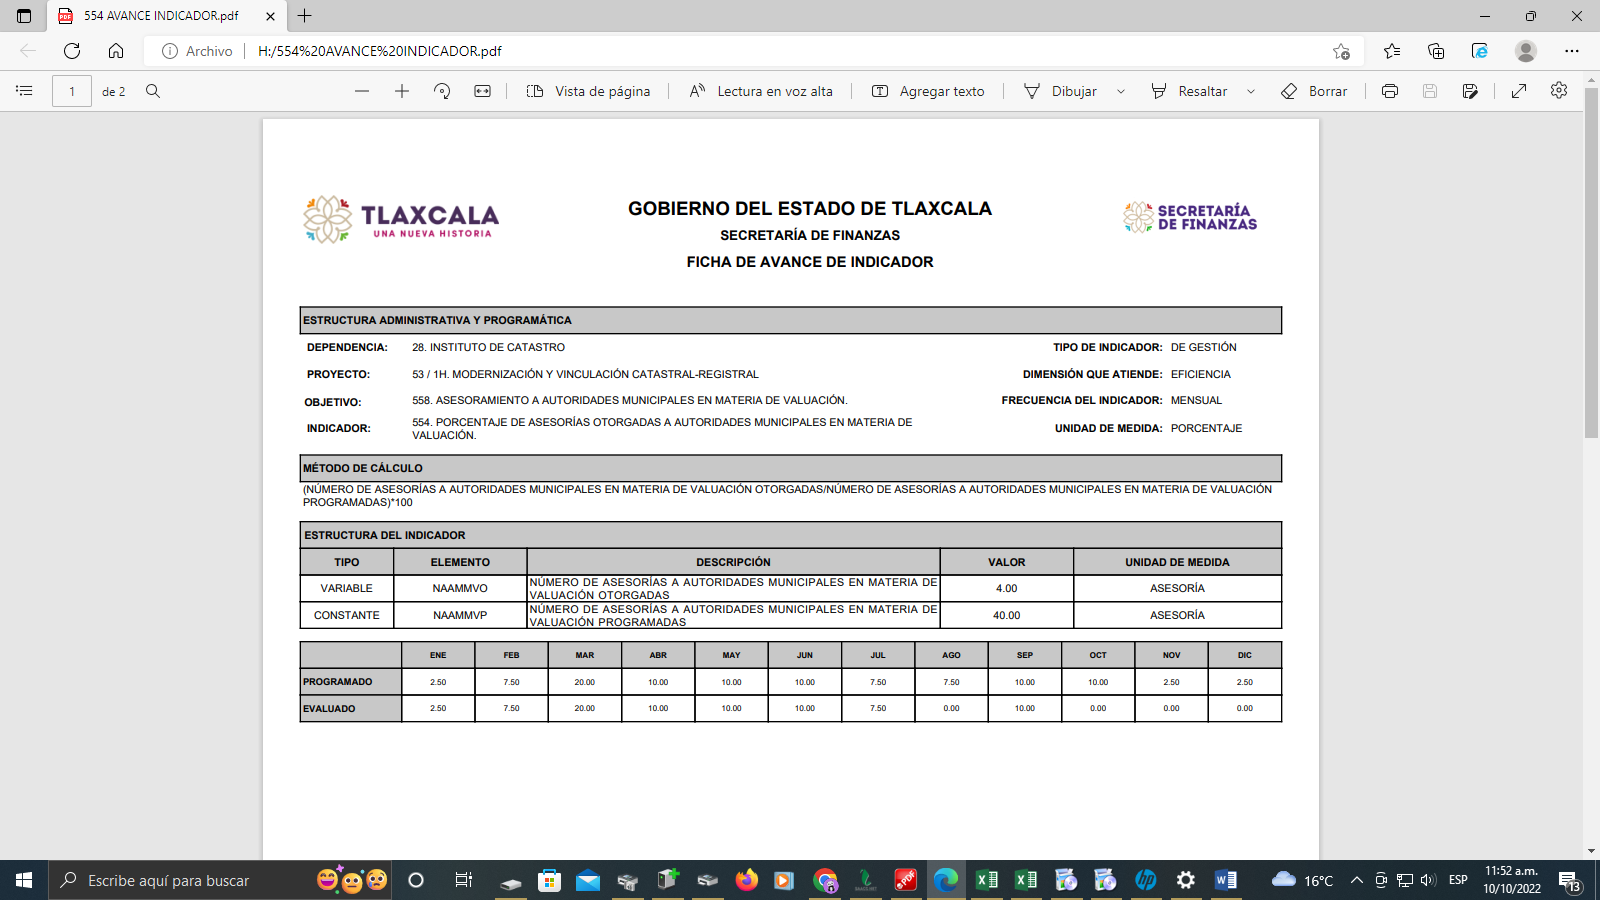 554 AVANCE INDICADOR.pdf
Archivo H:/554%20AVANCE%20INDICADOR.pdf
1 de 2 Vista de página Lectura en voz alta Agregar texto Dibujar Resaltar Borrar
TLAXCALA
UNA NUEVA HISTORIA
GOBIERNO DEL ESTADO DE TLAXCALA
SECRETARÍA DE FINANZAS
FICHA DE AVANCE DE INDICADOR
SECRETARÍA
DE FINANZAS
ESTRUCTURA ADMINISTRATIVA Y PROGRAMÁTICA
DEPENDENCIA: 28. INSTITUTO DE CATASTRO TIPO DE INDICADOR: DE GESTIÓN
PROYECTO: 53 / 1H. MODERNIZACIÓN Y VINCULACIÓN CATASTRAL-REGISTRAL DIMENSIÓN QUE ATIENDE: EFICIENCIA
OBJETIVO: 558. ASESORAMIENTO A AUTORIDADES MUNICIPALES EN MATERIA DE VALUACIÓN. FRECUENCIA DEL INDICADOR: MENSUAL
INDICADOR: 554. PORCENTAJE DE ASESORÍAS OTORGADAS A AUTORIDADES MUNICIPALES EN MATERIA DE
VALUACIÓN. UNIDAD DE MEDIDA: PORCENTAJE
MÉTODO DE CÁLCULO
(NÚMERO DE ASESORÍAS A AUTORIDADES MUNICIPALES EN MATERIA DE VALUACIÓN OTORGADAS/NÚMERO DE ASESORÍAS A AUTORIDADES MUNICIPALES EN MATERIA DE VALUACIÓN
PROGRAMADAS)*100
ESTRUCTURA DEL INDICADOR
TIPO ELEMENTO DESCRIPCIÓN VALOR UNIDAD DE MEDIDA
VARIABLE NAAMMVO NÚMERO DE ASESORÍAS A AUTORIDADES MUNICIPALES EN MATERIA DE
VALUACIÓN OTORGADAS 4.00 ASESORÍA
CONSTANTE NAAMMVP NÚMERO DE ASESORÍAS A AUTORIDADES MUNICIPALES EN MATERIA DE
VALUACIÓN PROGRAMADAS 40.00 ASESORÍA
ENE FEB MAR ABR MAY JUN JUL AGO SEP OCT NOV DIC
PROGRAMADO 2.50 7.50 20.00 10.00 10.00 10.00 7.50 7.50 10.00 10.00 2.50 2.50
EVALUADO 2.50 7.50 20.00 10.00 10.00 10.00 7.50 0.00 10.00 0.00 0.00 0.00
Escribe aquí para buscar
16°C
ESP
11:52 a.m.
10/10/2022
13